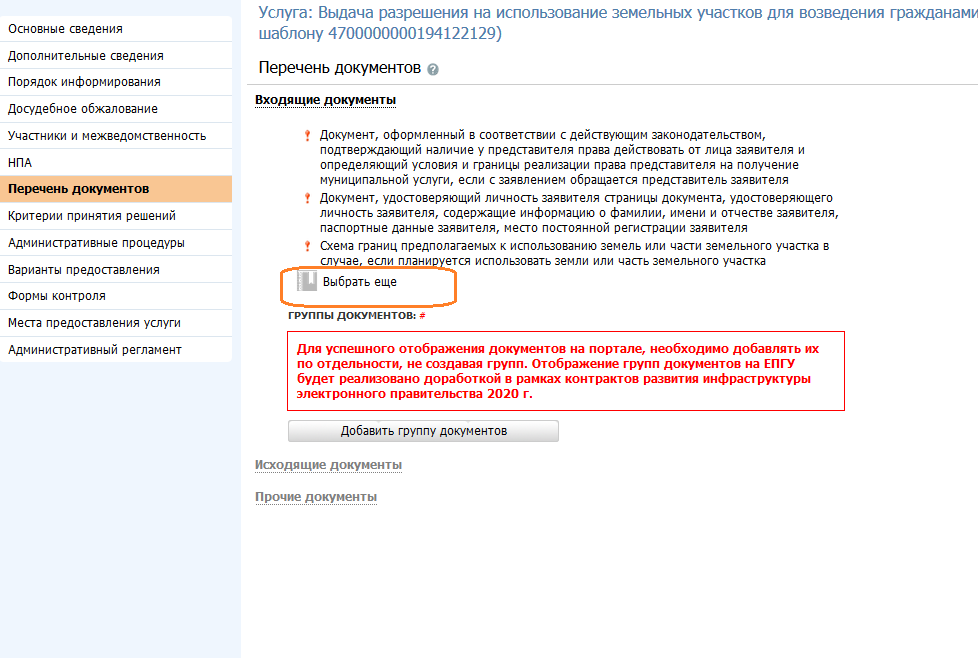 Услуга: Выдача разрешения на использование земельных участков для возведения гражданами
шаблону 4700000000194122129)
Основные сведения
Дополнительные сведения
Порядок информирования
Досудебное обжалование
Участники и межведомственность
НПА
Перечень документов
Критерии принятия решений
Административные процедуры
Варианты предоставления
Формы контроля
Места предоставления услуги
Административный регламент
Перечень документов ?
Входящие документы
Документ, оформленный в соответствии с действующим законодательством,
подтверждающий наличие у представителя права действовать от лица заявителя и
определяющий условия и границы реализации права представителя на получение
муниципальной услуги, если с заявлением обращается представитель заявителя
Документ, удостоверяющий личность заявителя страницы документа, удостоверяющего
личность заявителя, содержащие информацию о фамилии, имени и отчестве заявителя,
паспортные данные заявителя, место постоянной регистрации заявителя
Схема границ предполагаемых к использованию земель или части земельного участка в
случае, если планируется использовать земли или часть земельного участка
Выбрать еще
ГРУППЫ ДОКУМЕНТОВ: #
Для успешного отображения документов на портале, необходимо добавлять их
по отдельности, не создавая групп. Отображение групп документов на ЕПГУ
будет реализовано доработкой в рамках контрактов развития инфраструктуры
электронного правительства 2020 г.
Добавить группу документов
Исходящие документы
Прочие документы